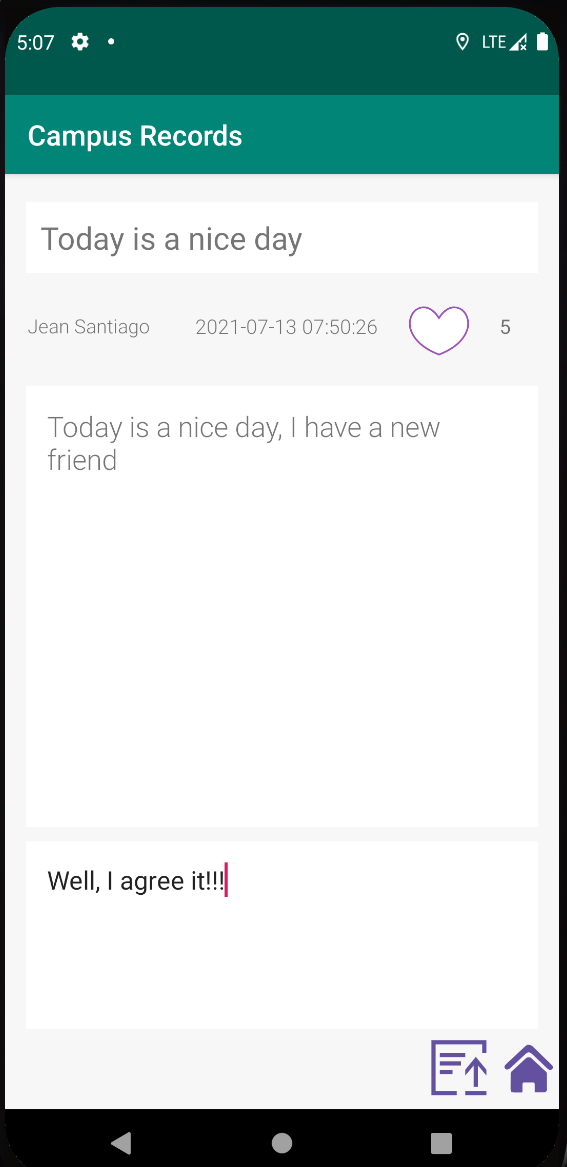 5:07 LTE
Campus Records
Today is a nice day
Jean Santiago 2021-07-13 07:50:26 5
Today is a nice day, I have a new
friend
Well, I agree it!!!